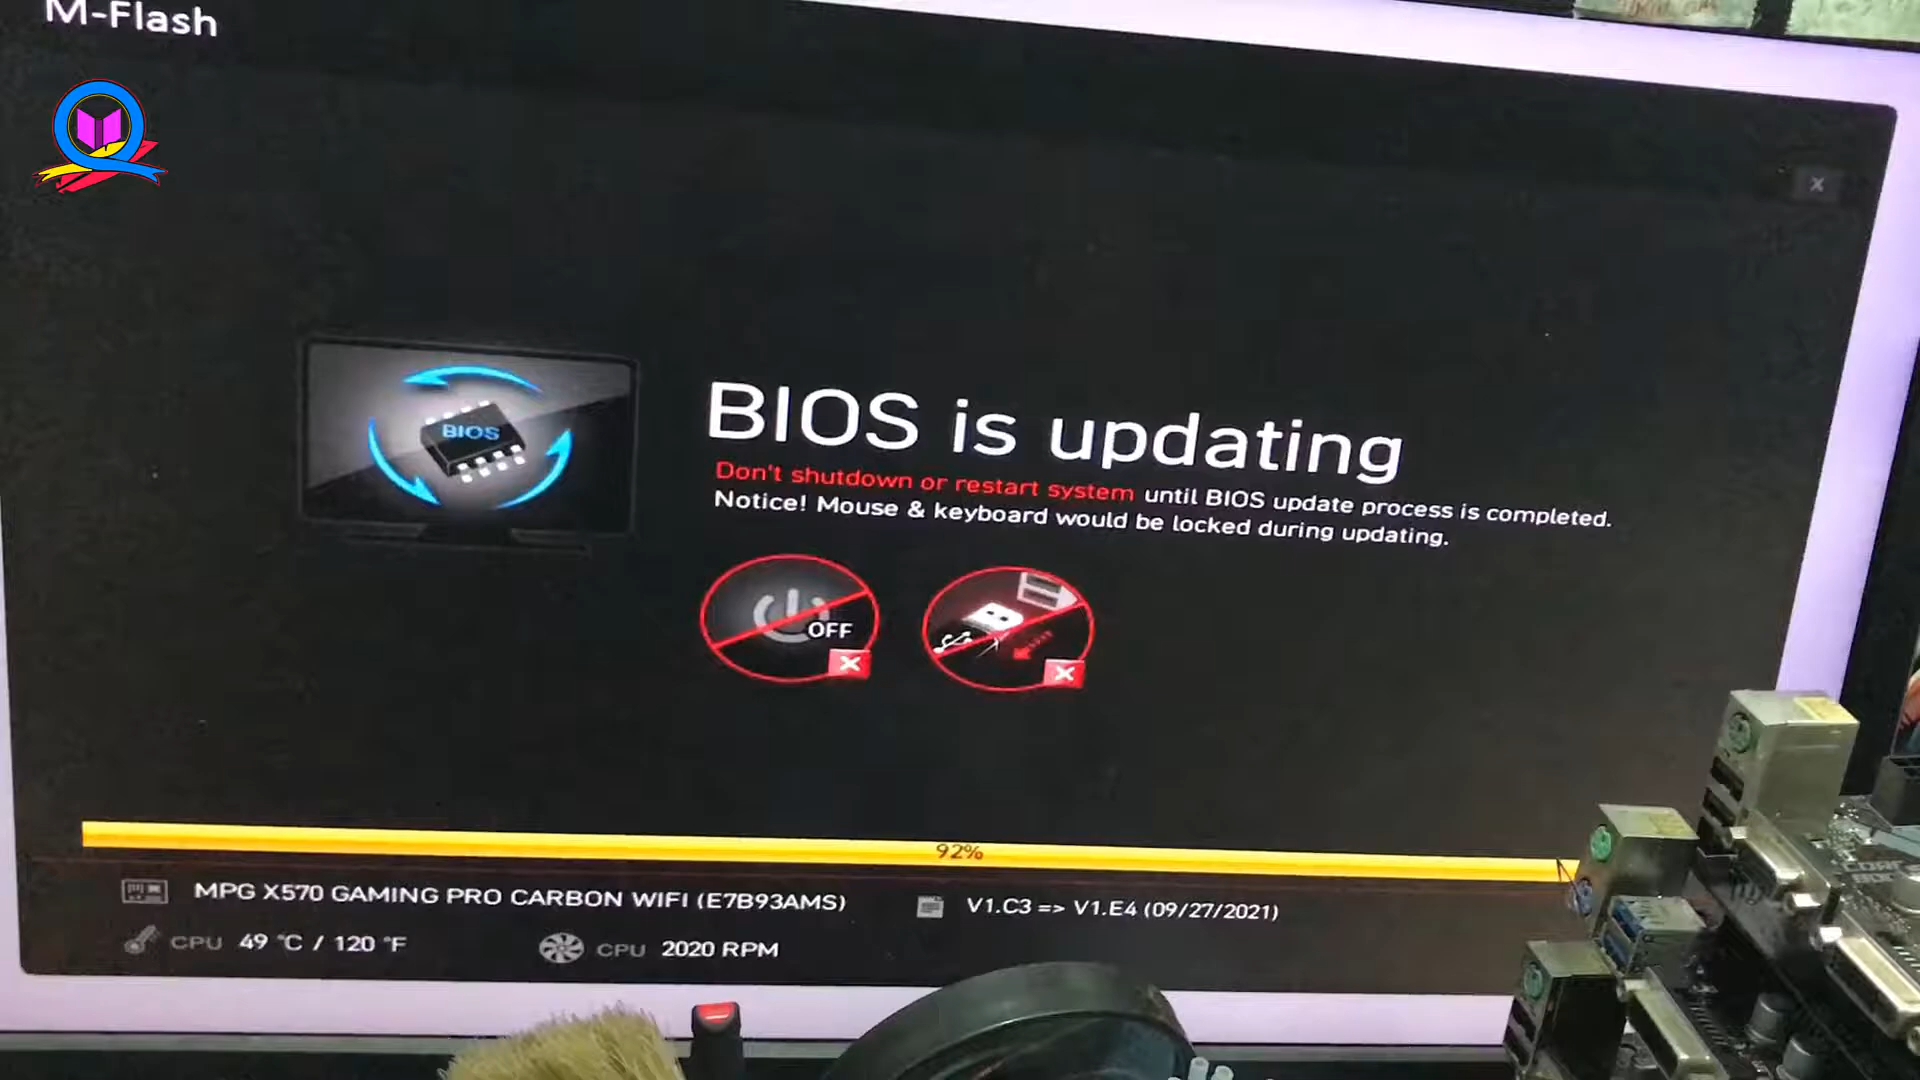 M-Flash
BIOS
BIOS is updating
Don't shutdown or restart system until BIOS update process is completed.
Notice! Mouse & keyboard would be locked during updating.
OFF
92%
MPG X570 GAMING PRO CARBON WIFI (E7B93AMS)
V1.C3 => V1.E4 (09/27/2021)
CPU 49 °C / 120 °F
CPU 2020 RPM